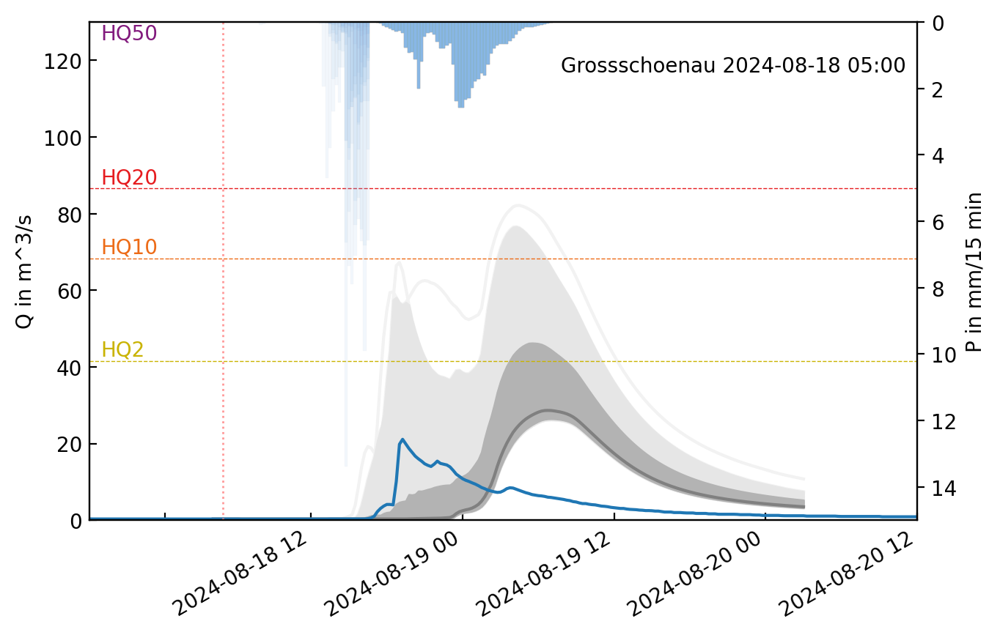 HQ50
Grossschoenau 2024-08-18 05:00
HQ20
HQ10
HQ2
Q in m^3/s
0
20
40
60
80
100
120
P in mm/15 min
0
2
4
6
8
10
12
14
2024-08-18 12
2024-08-19 00
2024-08-19 12
2024-08-20 00
2024-08-20 12